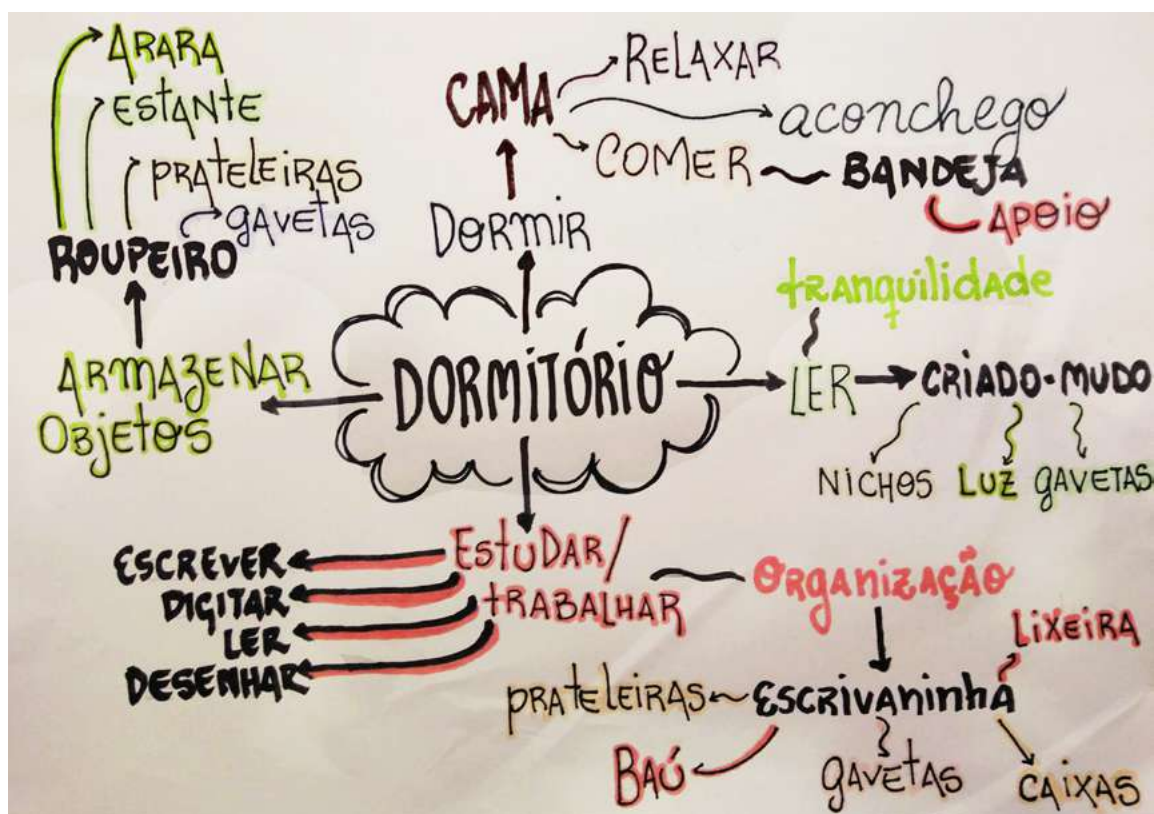 ARARA
ESTANTE
PRATELEIRAS
GAVETAS
ROUPEIRO
ARMAZENAR
OBJETOS
CAMA
RELAXAR
aconchego
COMER
BANDEJA
APOIO
DORMIR
DORMITÓRIO
tRANQUILIDADE
LER
CRIADO-MUDO
NICHOS
LUZ
GAVETAS
ESTUDAR/
tRABALHAR
ESCREVER
DIGITAR
LER
DESENHAR
ORGANIZAÇÃO
LIXEIRA
ESCRIVANINHA
PRATELEIRAS
BAÚ
GAVETAS
CAIXAS